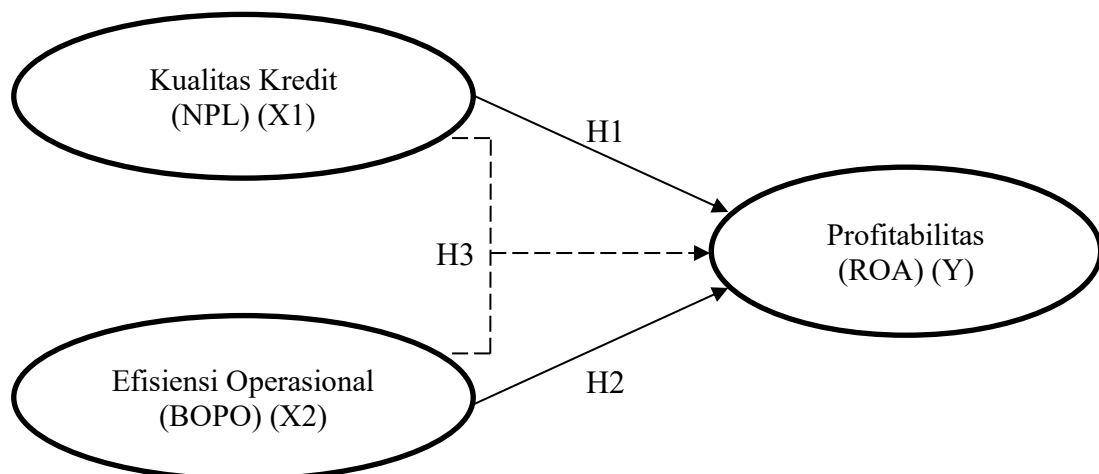 Kualitas Kredit
(NPL) (X1)
H1
Profitabilitas
(ROA) (Y)
H3
Efisiensi Operasional
(BOPO) (X2)
H2